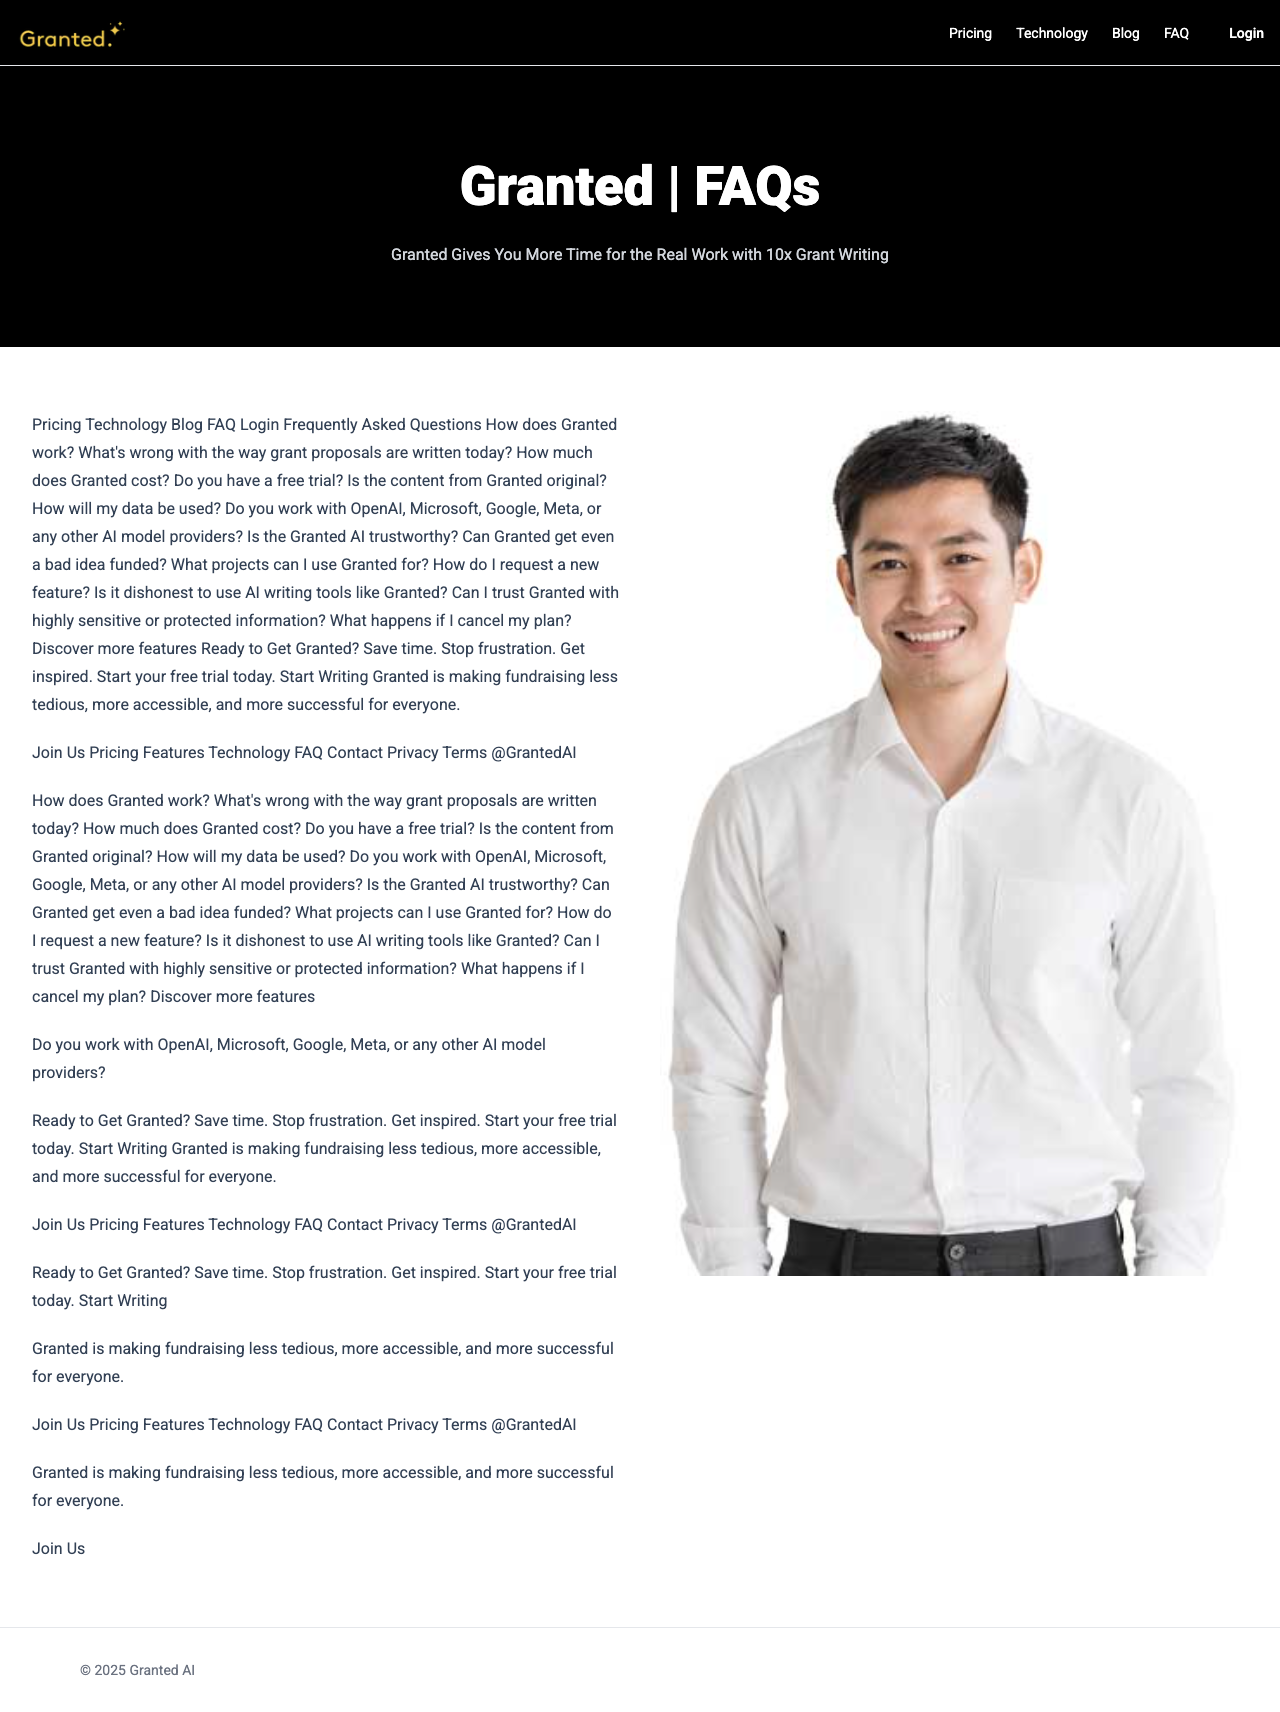 Granted.
Pricing Technology Blog FAQ Login
Granted | FAQs
Granted Gives You More Time for the Real Work with 10x Grant Writing
Pricing Technology Blog FAQ Login Frequently Asked Questions How does Granted
work? What's wrong with the way grant proposals are written today? How much
does Granted cost? Do you have a free trial? Is the content from Granted original?
How will my data be used? Do you work with OpenAI, Microsoft, Google, Meta, or
any other AI model providers? Is the Granted AI trustworthy? Can Granted get even
a bad idea funded? What projects can I use Granted for? How do I request a new
feature? Is it dishonest to use AI writing tools like Granted? Can I trust Granted with
highly sensitive or protected information? What happens if I cancel my plan?
Discover more features Ready to Get Granted? Save time. Stop frustration. Get
inspired. Start your free trial today. Start Writing Granted is making fundraising less
tedious, more accessible, and more successful for everyone.
Join Us Pricing Features Technology FAQ Contact Privacy Terms @GrantedAI
How does Granted work? What's wrong with the way grant proposals are written
today? How much does Granted cost? Do you have a free trial? Is the content from
Granted original? How will my data be used? Do you work with OpenAI, Microsoft,
Google, Meta, or any other AI model providers? Is the Granted AI trustworthy? Can
Granted get even a bad idea funded? What projects can I use Granted for? How do
I request a new feature? Is it dishonest to use AI writing tools like Granted? Can I
trust Granted with highly sensitive or protected information? What happens if I
cancel my plan? Discover more features
Do you work with OpenAI, Microsoft, Google, Meta, or any other AI model
providers?
Ready to Get Granted? Save time. Stop frustration. Get inspired. Start your free trial
today. Start Writing Granted is making fundraising less tedious, more accessible,
and more successful for everyone.
Join Us Pricing Features Technology FAQ Contact Privacy Terms @GrantedAI
Ready to Get Granted? Save time. Stop frustration. Get inspired. Start your free trial
today. Start Writing
Granted is making fundraising less tedious, more accessible, and more successful
for everyone.
Join Us Pricing Features Technology FAQ Contact Privacy Terms @GrantedAI
Granted is making fundraising less tedious, more accessible, and more successful
for everyone.
Join Us
© 2025 Granted AI